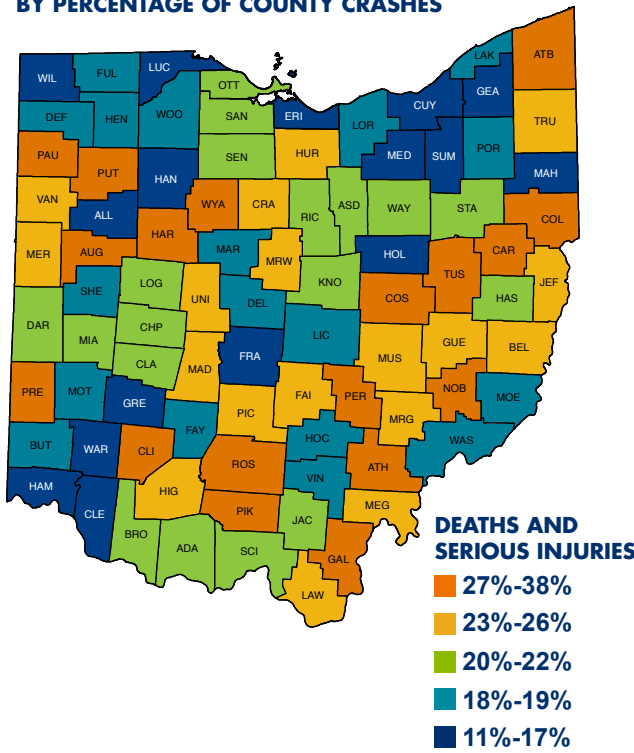 BY PERCENTAGE OF COUNTY CRASHES
WIL
FUL
LUC
OTT
LAK
ATB
DEF
HEN
WOO
SAN
ERI
LOR
CUY
GEA
TRU
PAU
PUT
HAN
SEN
HUR
MED
SUM
POR
MAH
VAN
ALL
WYA
CRA
RIC
ASD
WAY
STA
COL
MER
AUG
HAR
MAR
MRW
HOL
TUS
CAR
JEF
SHE
LOG
UNI
DEL
KNO
COS
HAS
DAR
MIA
CHP
CLA
MAD
FRA
LIC
MUS
GUE
BEL
PRE
MOT
GRE
FAY
PIC
FAI
PER
MRG
NOB
MOE
BUT
WAR
CLI
ROS
HOC
ATH
WAS
HAM
CLE
HIG
PIK
VIN
MEG
BRO
ADA
SCI
JAC
GAL
LAW
DEATHS AND
SERIOUS INJURIES
27%-38%
23%-26%
20%-22%
18%-19%
11%-17%